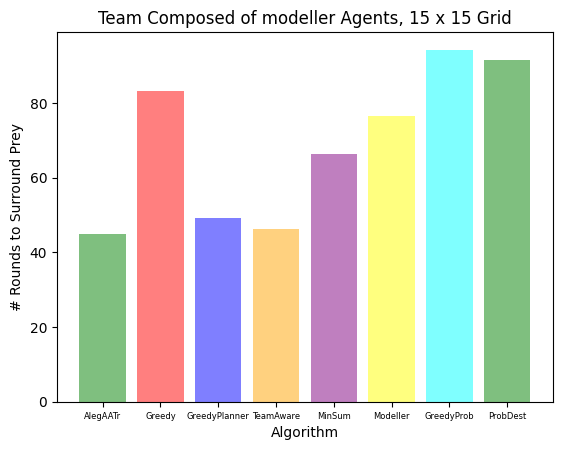 Team Composed of modeller Agents, 15 x 15 Grid
# Rounds to Surround Prey
80
60
40
20
0
AlegAATr Greedy GreedyPlanner TeamAware MinSum Modeller GreedyProb ProbDest
Algorithm